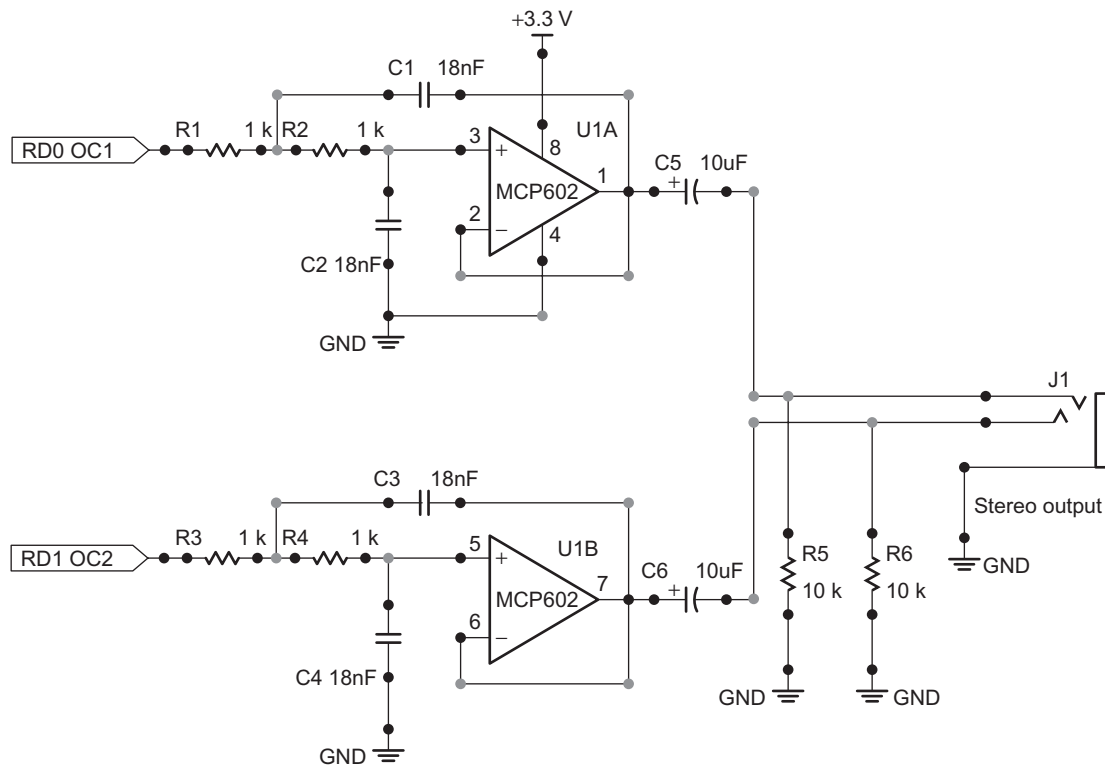 +3.3 V
C1 18nF
RD0 OC1
R1 1 k R2 1 k
3 + 8 U1A
MCP602 1
2 − 4
C5 + 10uF
C2 18nF
GND
J1
C3 18nF
RD1 OC2
R3 1 k R4 1 k
5 + U1B
MCP602 7
6 −
C6 + 10uF
C4 18nF
GND
Stereo output
GND
R5 10 k
R6 10 k
GND
GND